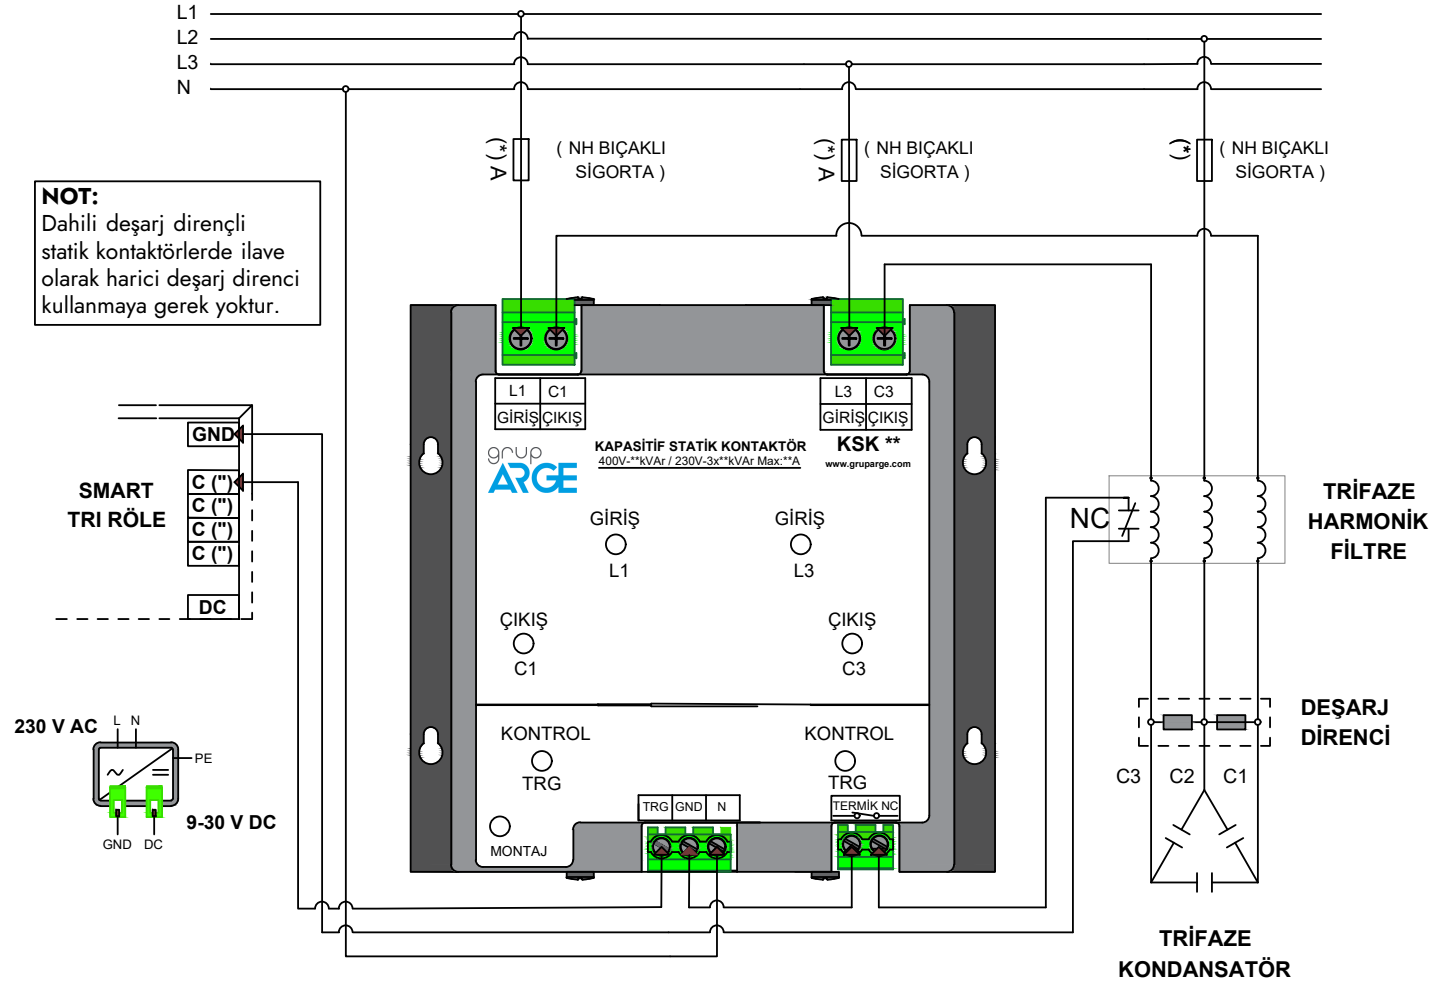 L1
L2
L3
N
(*) A
( NH BIÇAKLI
SİGORTA )
(*) A
( NH BIÇAKLI
SİGORTA )
(*)
( NH BIÇAKLI
SİGORTA )
NOT:
Dahili deşarj dirençli
statik kontaktörlerde ilave
olarak harici deşarj direnci
kullanmaya gerek yoktur.
L1 C1
GİRİŞ ÇIKIŞ
L3 C3
GİRİŞ ÇIKIŞ
grup
ARGE
KAPASİTİF STATİK KONTAKTÖR
400V-**kVAr / 230V-3x**kVAr Max:**A
KSK **
www.gruparge.com
GND
C (")
C (")
C (")
C (")
DC
SMART
TRI RÖLE
GİRİŞ
L1
GİRİŞ
L3
ÇIKIŞ
C1
ÇIKIŞ
C3
NC
TRİFAZE
HARMONİK
FİLTRE
KONTROL
TRG
KONTROL
TRG
TRG GND N
TERMİK NC
MONTAJ
230 V AC
L N
PE
9-30 V DC
GND DC
DEŞARJ
DİRENCİ
C3 C2 C1
TRİFAZE
KONDANSATÖR